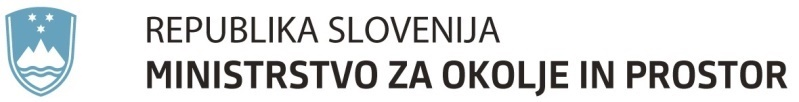 REPUBLIKA SLOVENIJA
MINISTRSTVO ZA OKOLJE IN PROSTOR